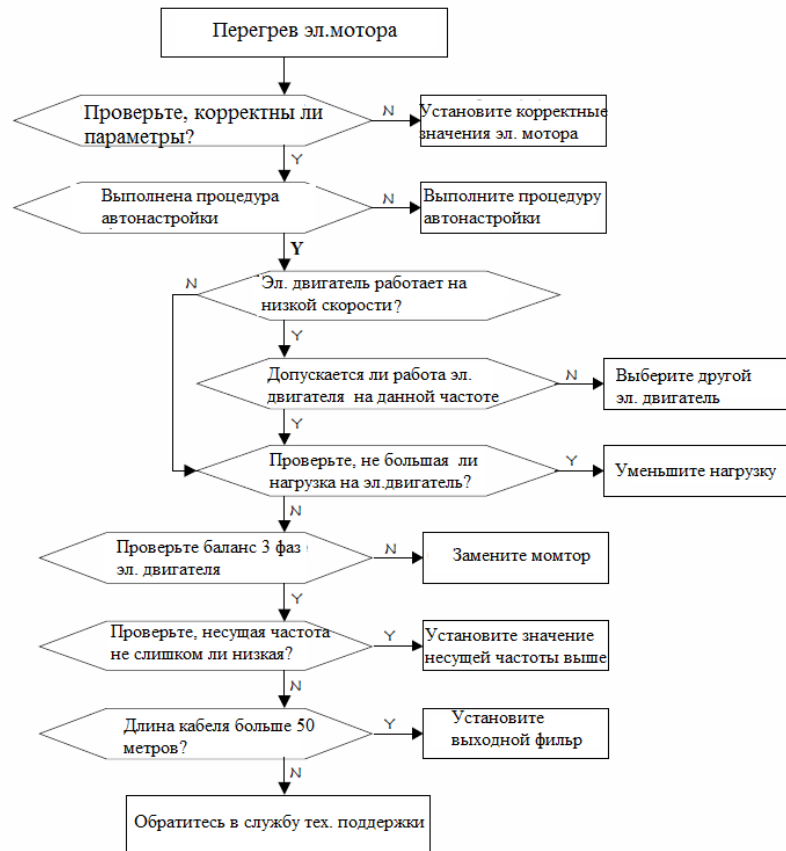 Перегрев эл.мотора
Проверьте, корректны ли
параметры?
N
Установите корректные
значения эл. мотора
Y
Выполнена процедура
автонастройки
N
Выполните процедуру
автонастройки
Y
N
Эл. двигатель работает на
низкой скорости?
Y
Допускается ли работа эл.
двигателя на данной частоте
N
Выберите другой
эл. двигатель
Y
Проверьте, не большая ли
нагрузка на эл.двигатель?
Y
Уменьшите нагрузку
N
Проверьте баланс 3 фаз
эл. двигателя
N
Замените момтор
Y
Проверьте, несущая частота
не слишком ли низкая?
Y
Установите значение
несущей частоты выше
N
Длина кабеля больше 50
метров?
Y
Установите
выходной фильр
N
Обратитесь в службу тех. поддержки